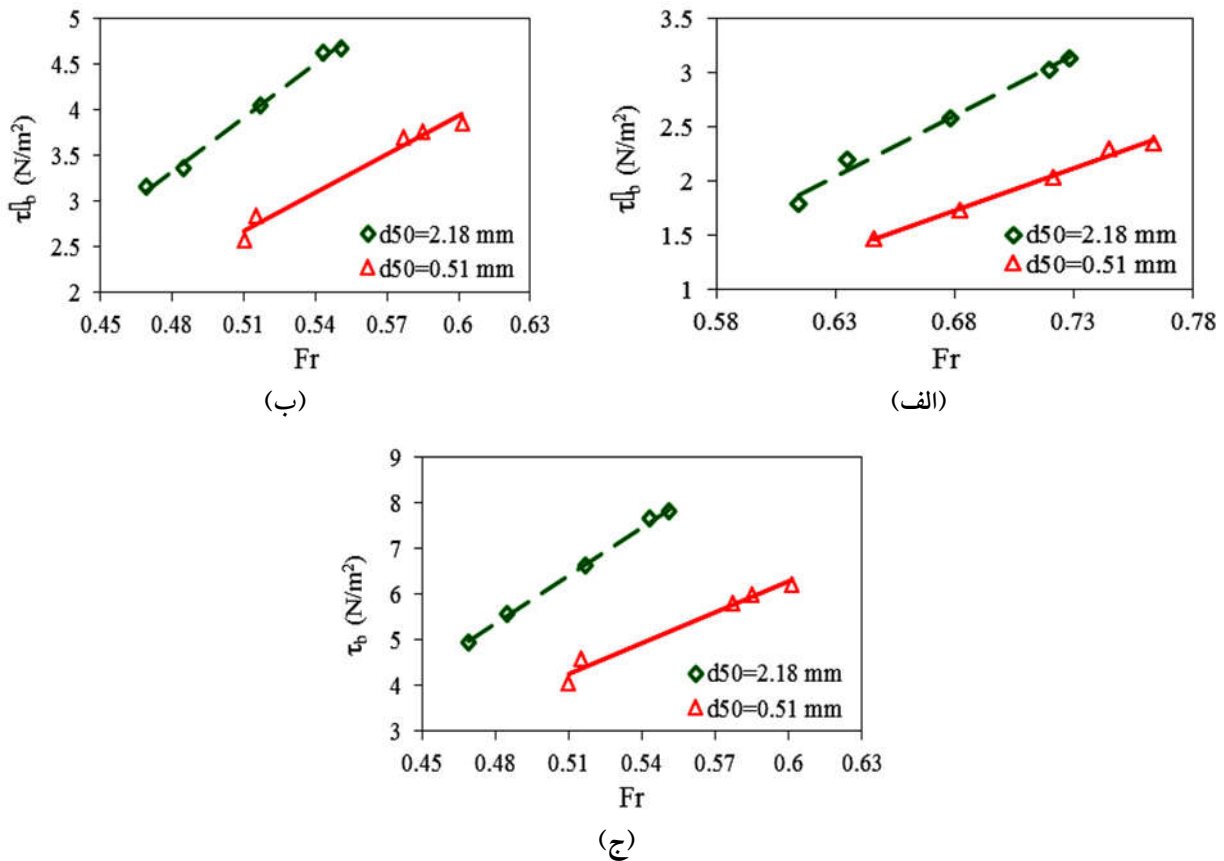 τ▯b (N/m²)
5
4.5
4
3.5
3
2.5
2
d50=2.18 mm
d50=0.51 mm
0.45 0.48 0.51 0.54 0.57 0.6 0.63
Fr
(ب)
τ▯b (N/m²)
3.5
3
2.5
2
1.5
1
d50=2.18 mm
d50=0.51 mm
0.58 0.63 0.68 0.73 0.78
Fr
(الف)
τb (N/m²)
9
8
7
6
5
4
3
d50=2.18 mm
d50=0.51 mm
0.45 0.48 0.51 0.54 0.57 0.6 0.63
Fr
(ج)